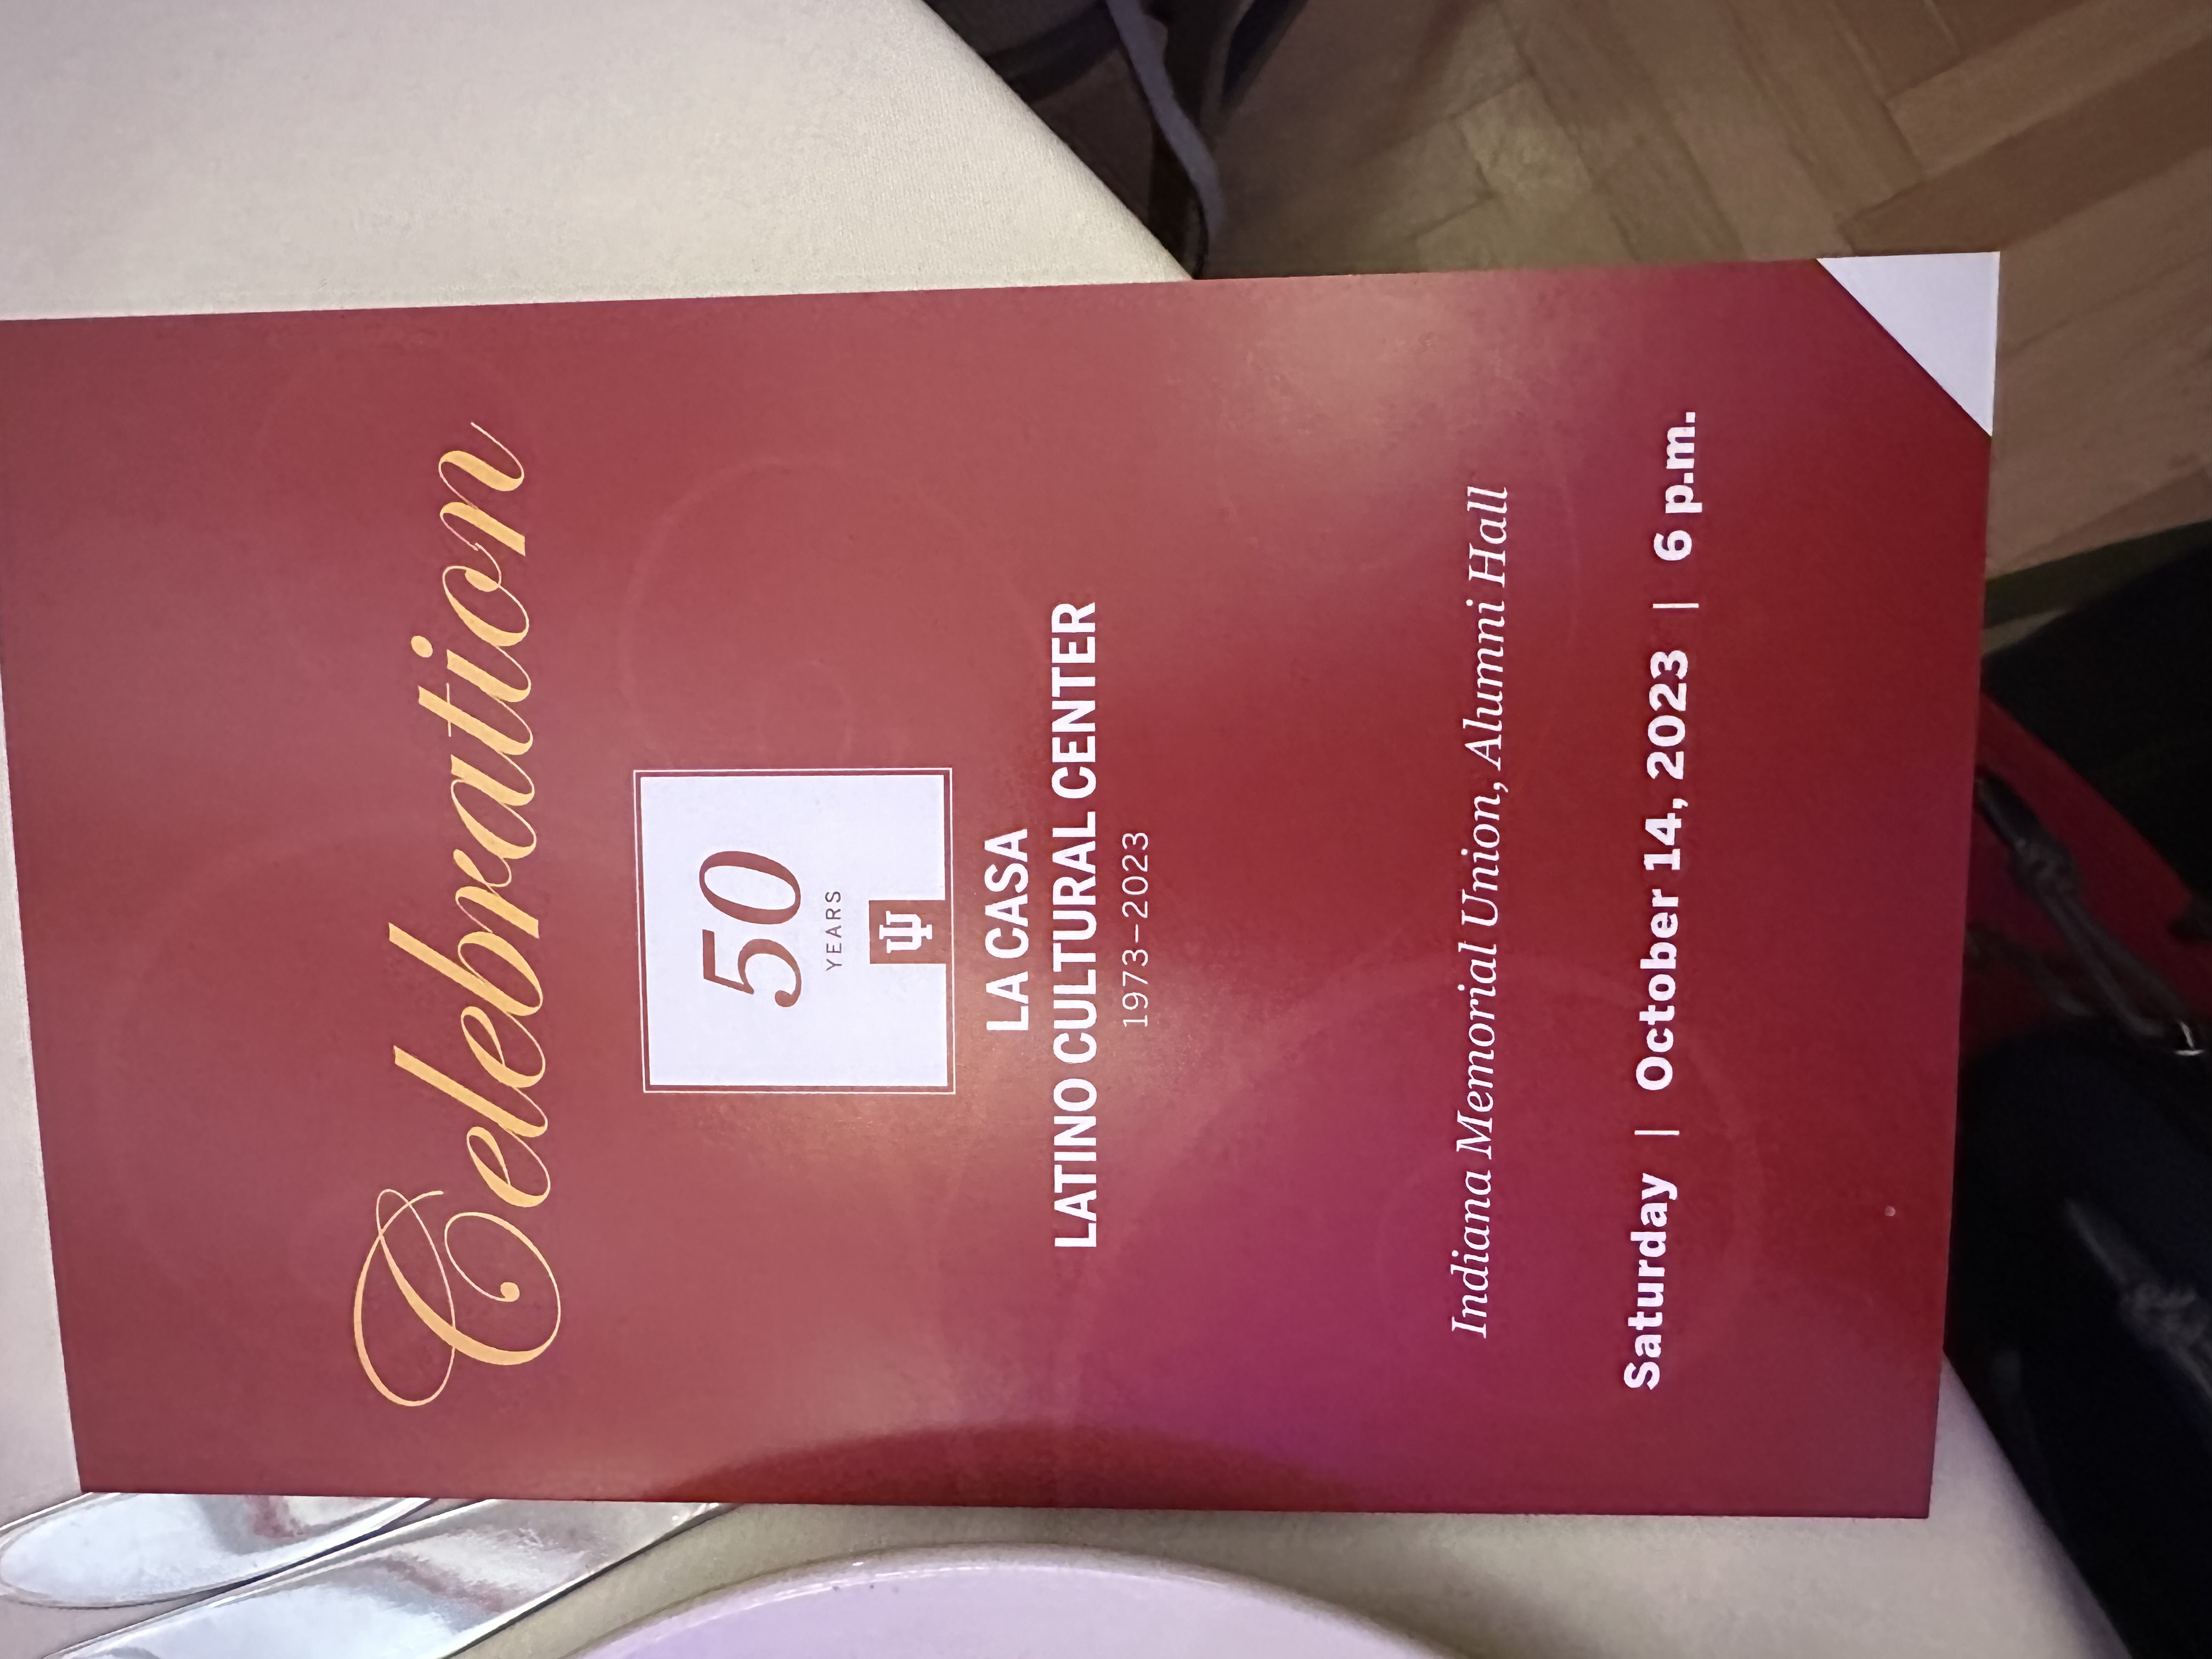 Celebration
50
YEARS
IU
LA CASA
LATINO CULTURAL CENTER
1973–2023
Indiana Memorial Union, Alumni Hall
Saturday | October 14, 2023 | 6 p.m.